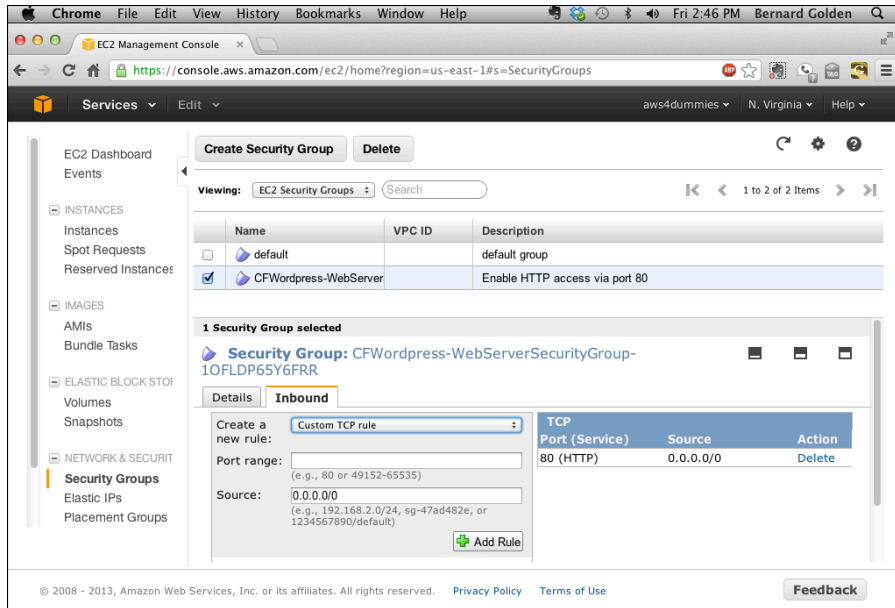 Chrome File Edit View History Bookmarks Window Help Fri 2:46 PM Bernard Golden
EC2 Management Console
https://console.aws.amazon.com/ec2/home?region=us-east-1#s=SecurityGroups
Services Edit aws4dummies N. Virginia Help
EC2 Dashboard
Events
INSTANCES
Instances
Spot Requests
Reserved Instances
IMAGES
AMIs
Bundle Tasks
ELASTIC BLOCK STOR
Volumes
Snapshots
NETWORK & SECURIT
Security Groups
Elastic IPs
Placement Groups
Create Security Group Delete
Viewing: EC2 Security Groups Search 1 to 2 of 2 Items
Name VPC ID Description
default default group
CFWordpress-WebServer Enable HTTP access via port 80
1 Security Group selected
Security Group: CFWordpress-WebServerSecurityGroup-
1OFLDP65Y6FRR
Details Inbound
Create a new rule: Custom TCP rule
Port range:
(e.g., 80 or 49152-65535)
Source: 0.0.0.0/0
(e.g., 192.168.2.0/24, sg-47ad482e, or
1234567890/default)
Add Rule
TCP
Port (Service) Source Action
80 (HTTP) 0.0.0.0/0 Delete
© 2008 - 2013, Amazon Web Services, Inc. or its affiliates. All rights reserved. Privacy Policy Terms of Use Feedback